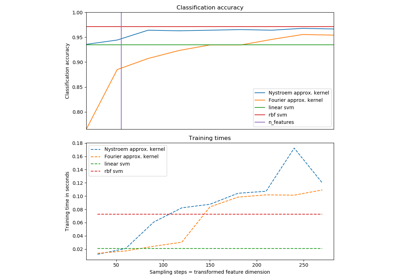 Classification accuracy
1.00
0.95
0.90
0.85
0.80
Classification accuracy
Nystroem approx. kernel
Fourier approx. kernel
linear svm
rbf svm
n_features
Training times
0.18
0.16
0.14
0.12
0.10
0.08
0.06
0.04
0.02
Training time in seconds
Nystroem approx. kernel
Fourier approx. kernel
linear svm
rbf svm
50
100
150
200
250
Sampling steps = transformed feature dimension